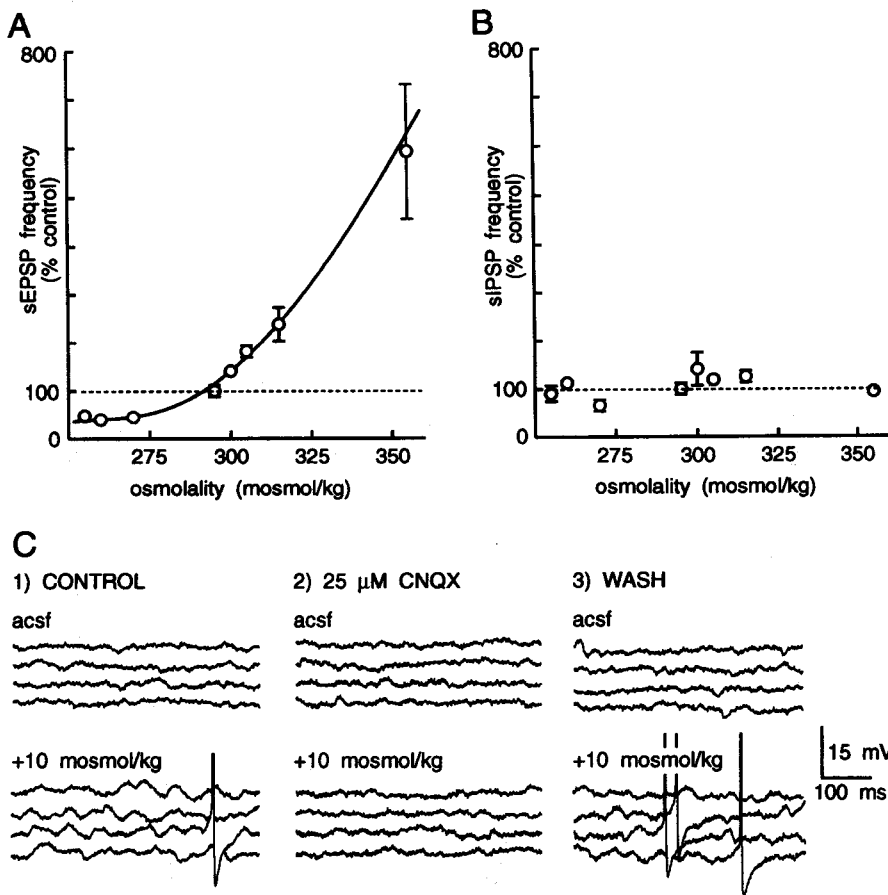 A
800
100
0
sEPSP frequency
(% control)
275
300
325
350
osmolality (mosmol/kg)
B
800
100
0
sIPSP frequency
(% control)
275
300
325
350
osmolality (mosmol/kg)
C
1) CONTROL
2) 25 μM CNQX
3) WASH
acsf
acsf
+10 mosmol/kg
+10 mosmol/kg
+10 mosmol/kg
15 mV
100 ms